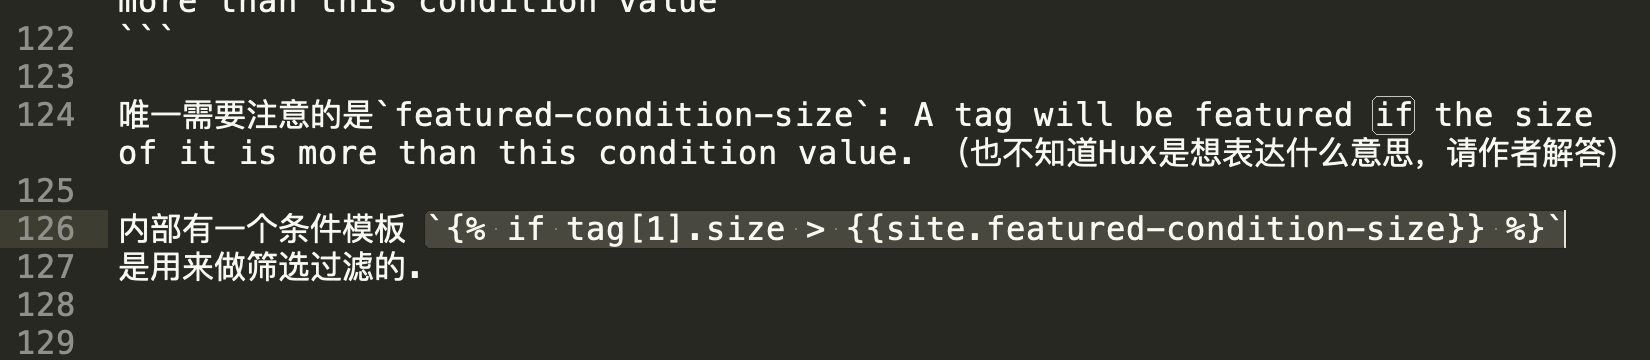 more than this condition value
122 ```
123
124 唯一需要注意的是`featured-condition-size`: A tag will be featured if the size
of it is more than this condition value. （也不知道Hux是想表达什么意思，请作者解答）
125
126 内部有一个条件模板 `{% if tag[1].size > {{site.featured-condition-size}} %}`
127 是用来做筛选过滤的.
128
129